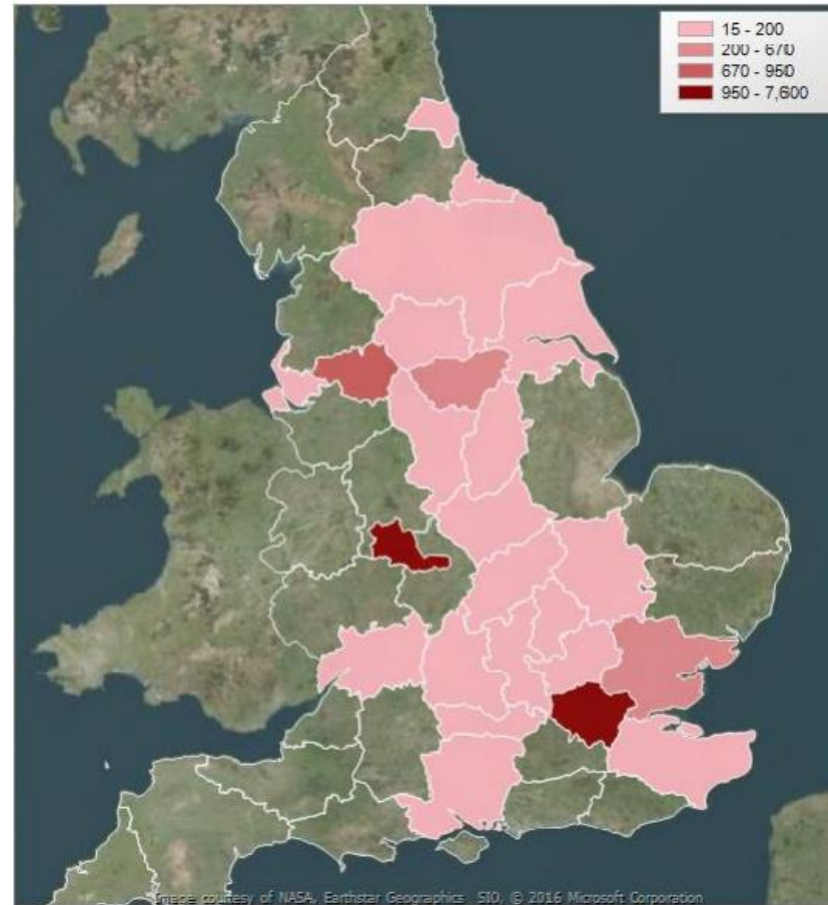 15 - 200
200 - 670
670 - 950
950 - 7,600
Image courtesy of NASA, Earthstar Geographics SIO, © 2016 Microsoft Corporation